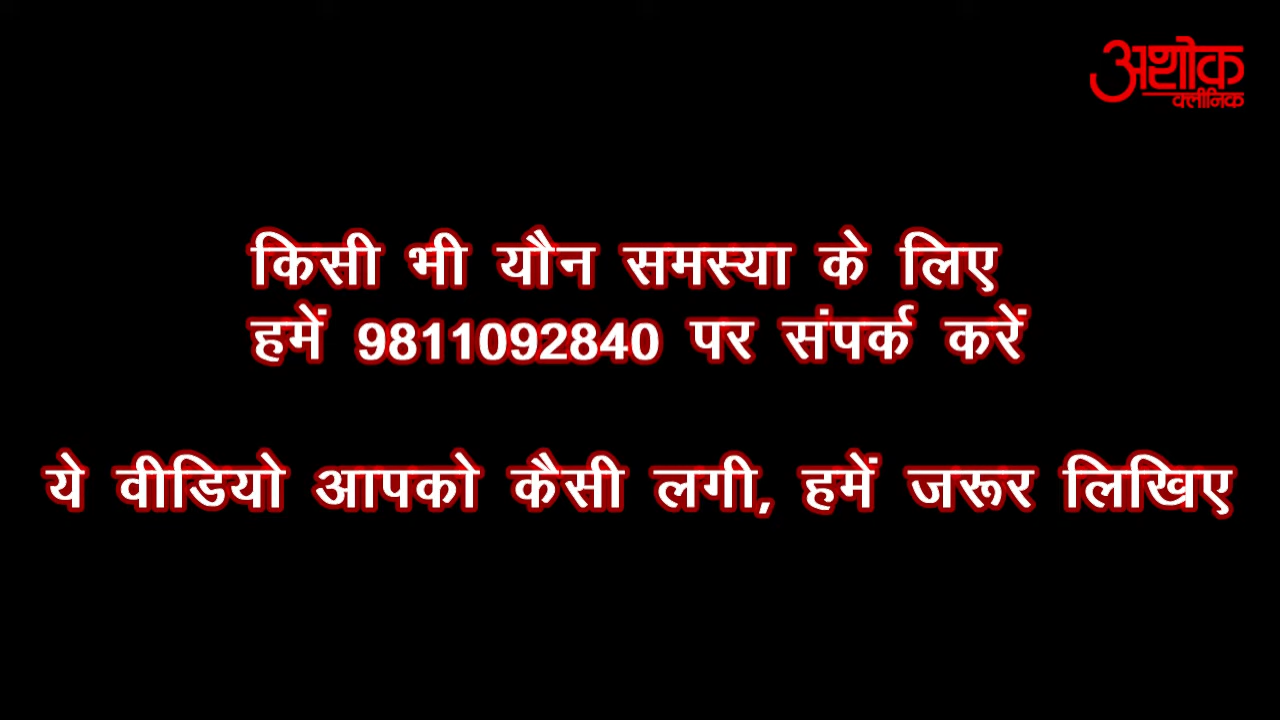 अशोक
क्लीनिक
किसी भी यौन समस्या के लिए
हमें 9811092840 पर संपर्क करें
ये वीडियो आपको कैसी लगी, हमें जरूर लिखिए